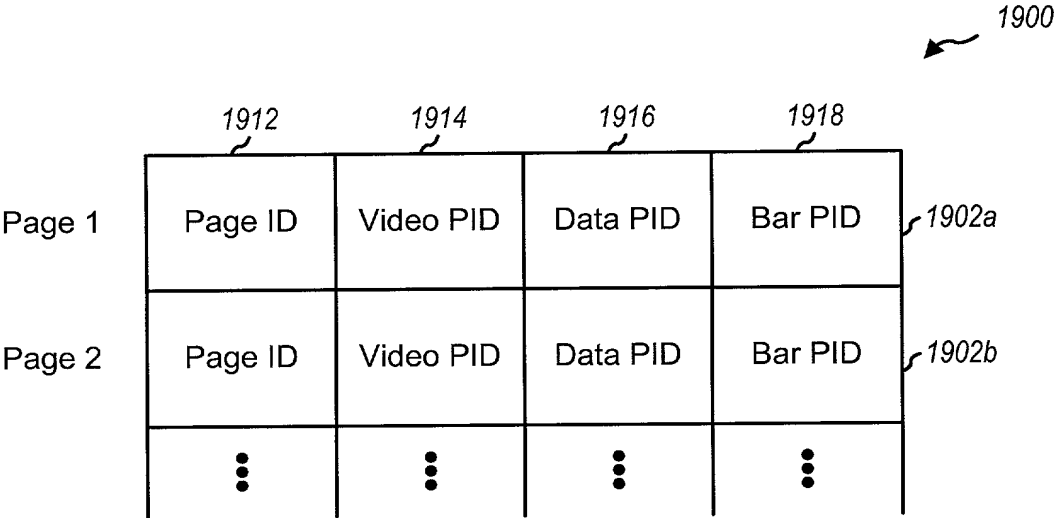 1900
1912 1914 1916 1918
Page 1 Page ID Video PID Data PID Bar PID 1902a
Page 2 Page ID Video PID Data PID Bar PID 1902b